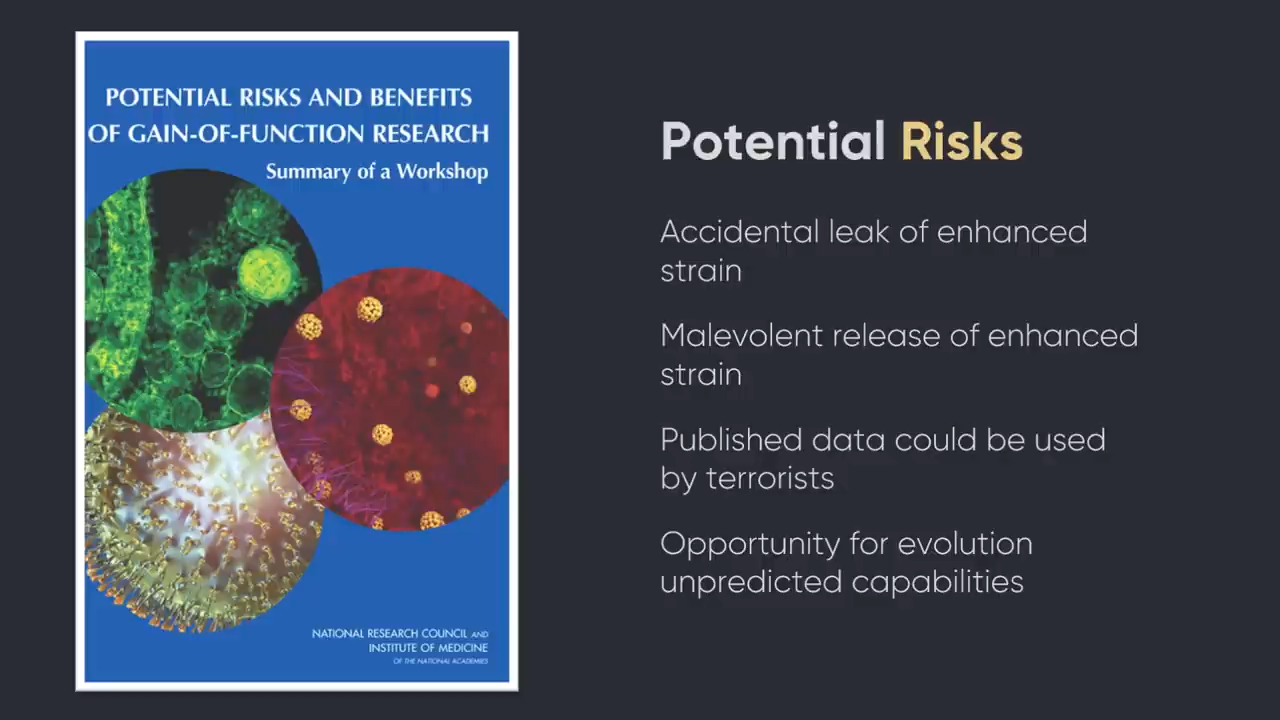 POTENTIAL RISKS AND BENEFITS
OF GAIN-OF-FUNCTION RESEARCH
Summary of a Workshop
NATIONAL RESEARCH COUNCIL AND
INSTITUTE OF MEDICINE
OF THE NATIONAL ACADEMIES
Potential Risks
Accidental leak of enhanced
strain
Malevolent release of enhanced
strain
Published data could be used
by terrorists
Opportunity for evolution
unpredicted capabilities